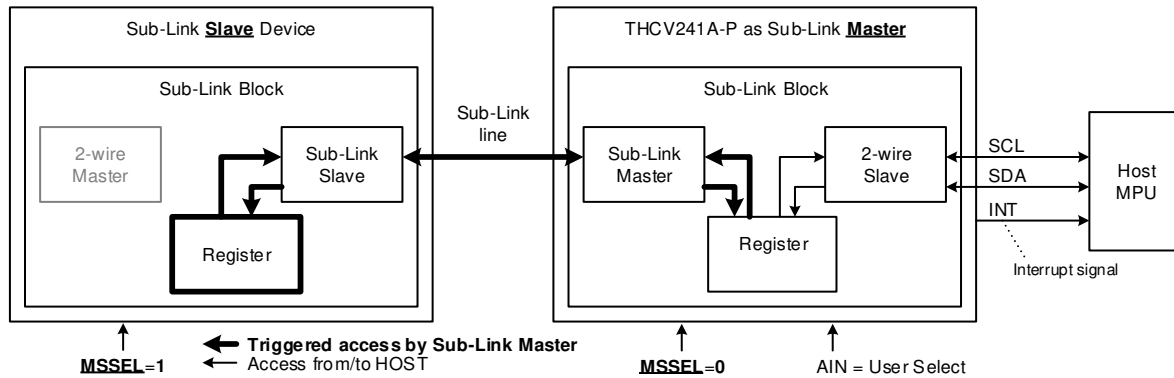 Sub-Link Slave Device
THCV241A-P as Sub-Link Master
Sub-Link Block
Sub-Link Block
Sub-Link
line
2-wire
Master
Sub-Link
Slave
Register
Sub-Link
Master
2-wire
Slave
Register
SCL
SDA
INT
Host
MPU
Interrupt signal
MSSEL=1
Triggered access by Sub-Link Master
Access from/to HOST
MSSEL=0
AIN = User Select